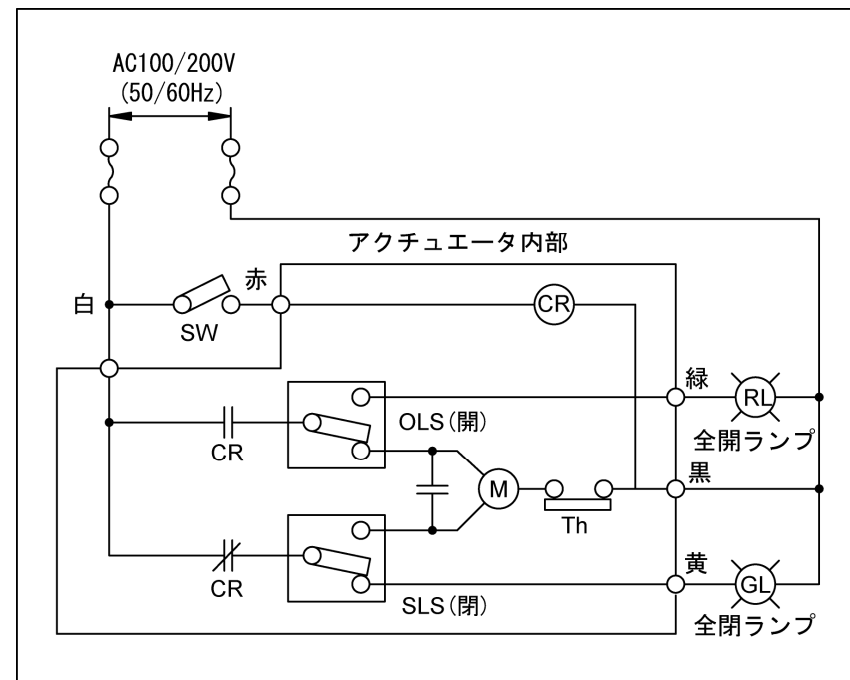 AC100/200V
(50/60Hz)
アクチュエータ内部
白
赤
SW
CR
緑
RL
全開ランプ
CR
OLS(開)
M
黒
Th
CR
SLS(閉)
黄
GL
全閉ランプ